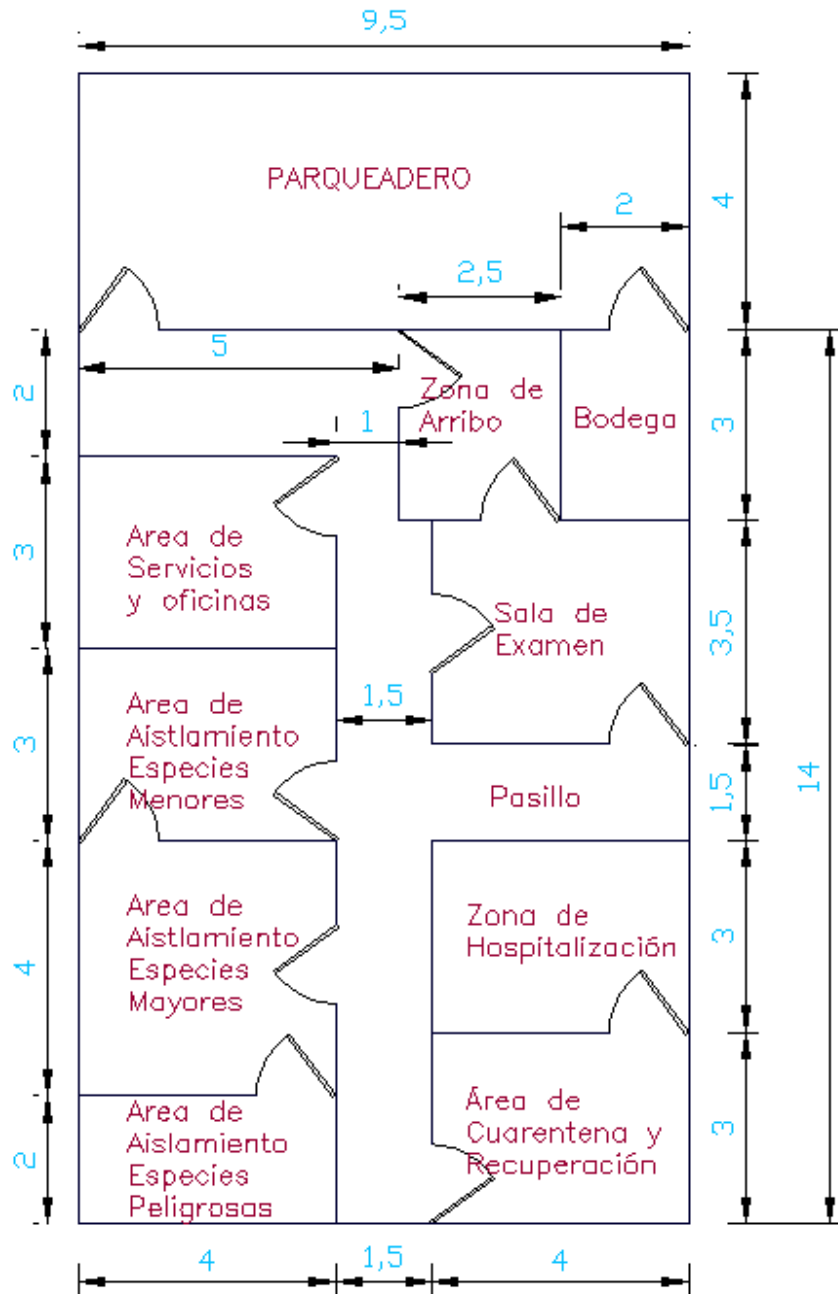 9,5
PARQUEADERO
2
4
2,5
5
2
Zona de
Arribo
1
Bodega
3
Area de
Servicios
y oficinas
3
Sala de
Examen
3,5
1,5
Area de
Aistlamiento
Especies
Menores
3
Pasillo
1,5
14
Area de
Aistlamiento
Especies
Mayores
4
Zona de
Hospitalización
3
Area de
Aislamiento
Especies
Peligrosas
2
Área de
Cuarentena y
Recuperación
3
4
1,5
4